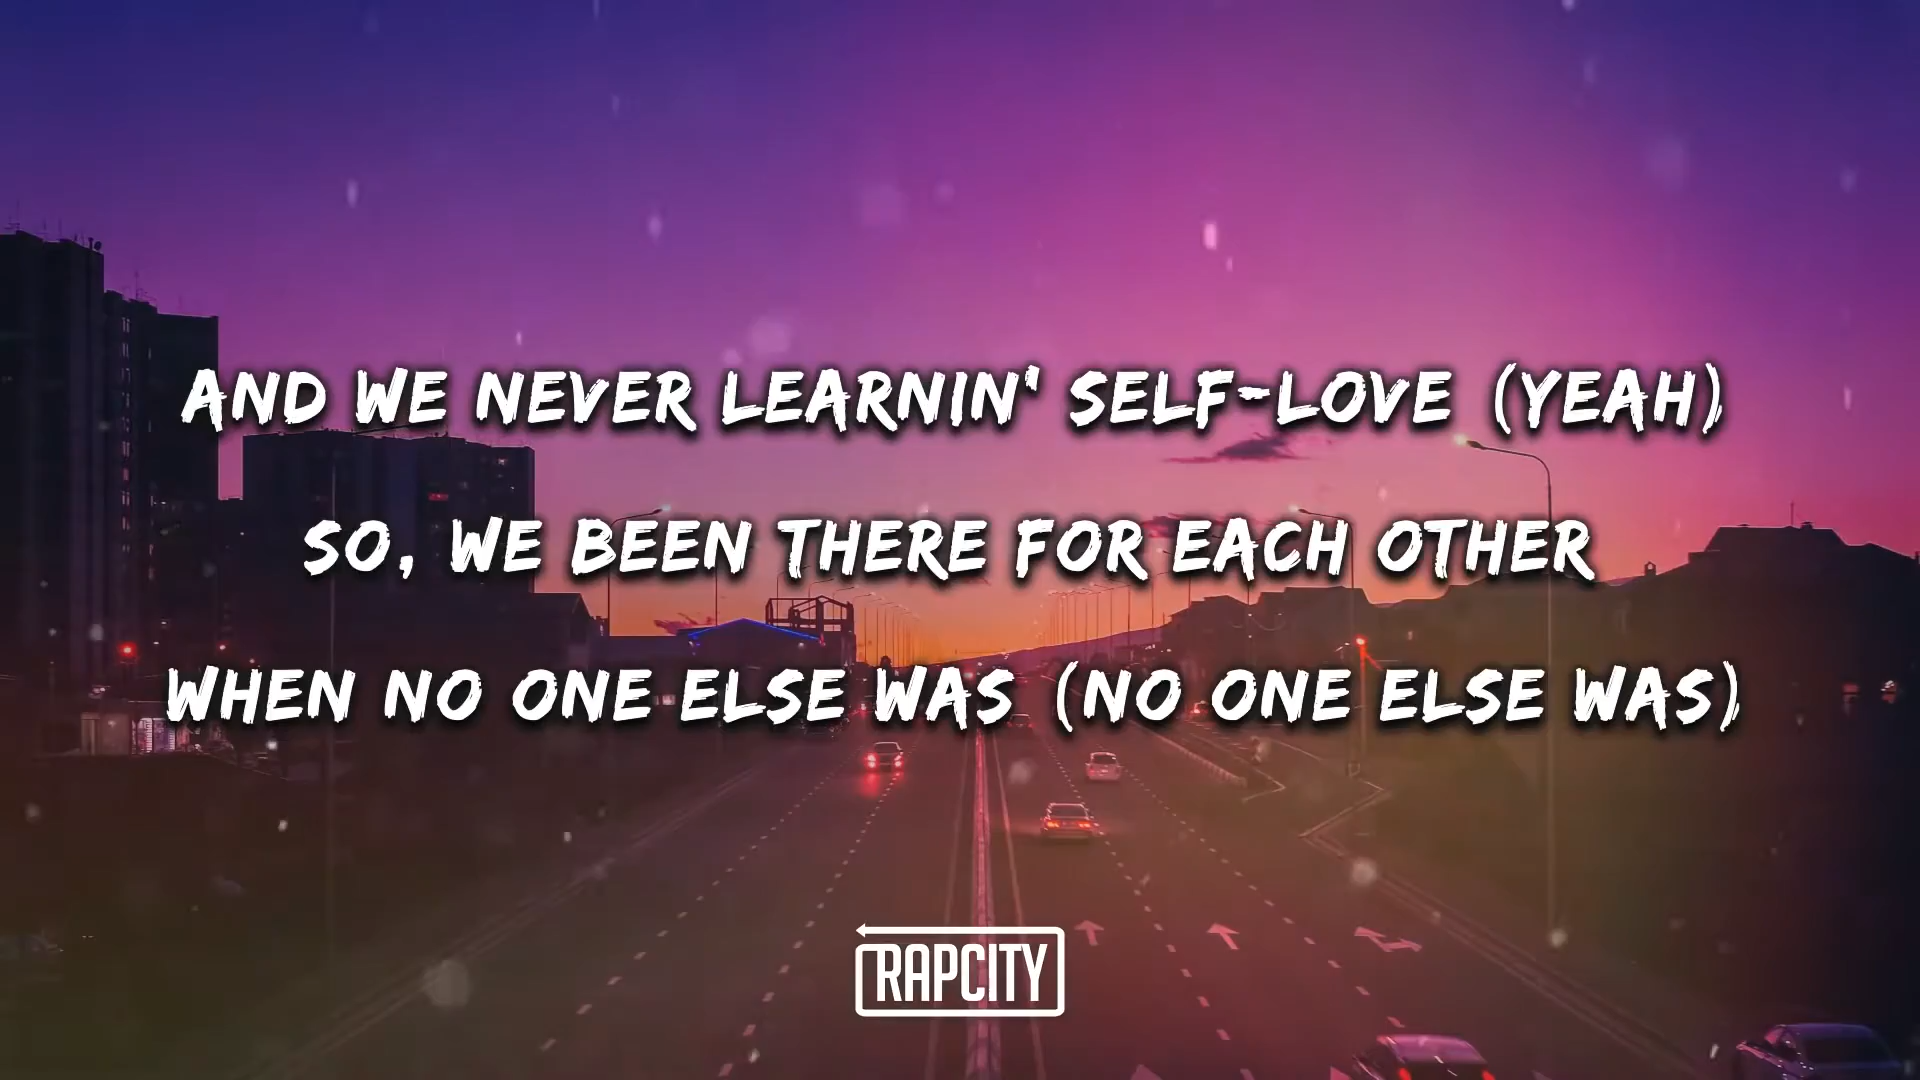 AND WE NEVER LEARNIN' SELF-LOVE (YEAH)
SO, WE BEEN THERE FOR EACH OTHER
WHEN NO ONE ELSE WAS (NO ONE ELSE WAS)
RAPCITY